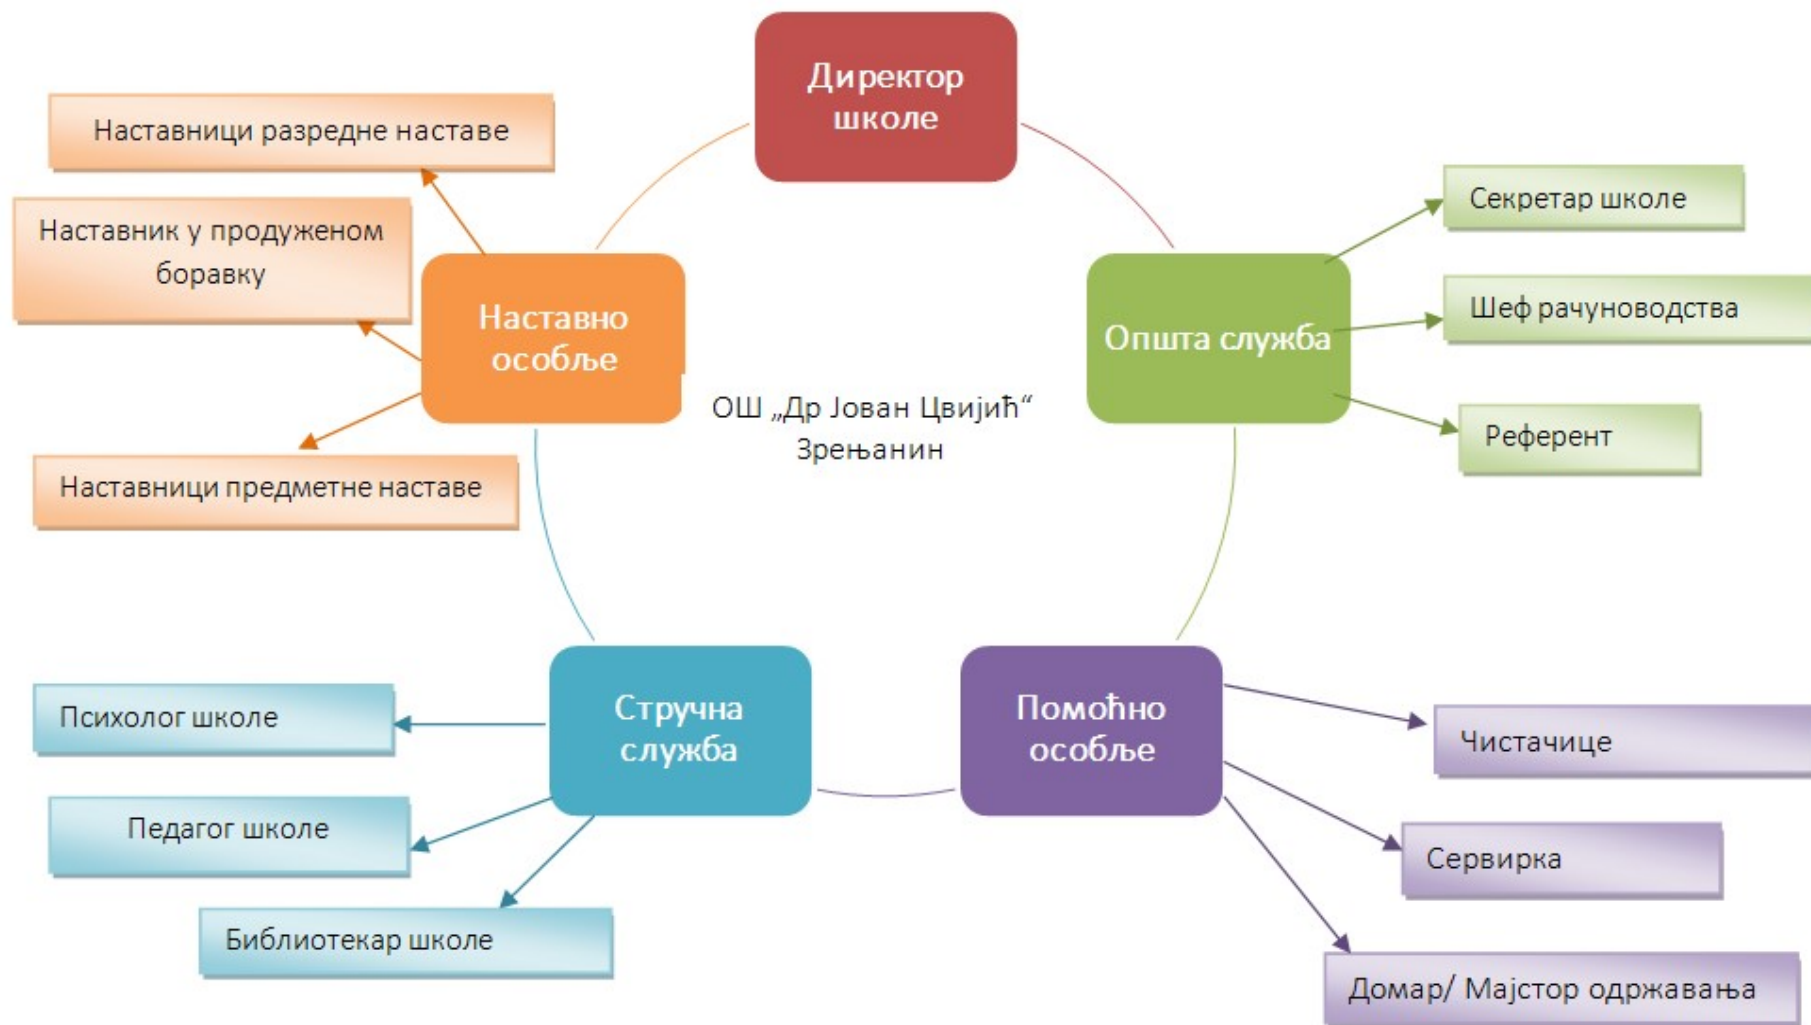 Директор
школе
Наставници разредне наставе
Наставник у продуженом
боравку
Наставно
особље
Наставници предметне наставе
ОШ „Др Јован Цвијић“
Зрењанин
Општа служба
Секретар школе
Шеф рачуноводства
Референт
Стручна
служба
Психолог школе
Педагог школе
Библиотекар школе
Помоћно
особље
Чистачице
Сервирка
Домар/ Мајстор одржавања